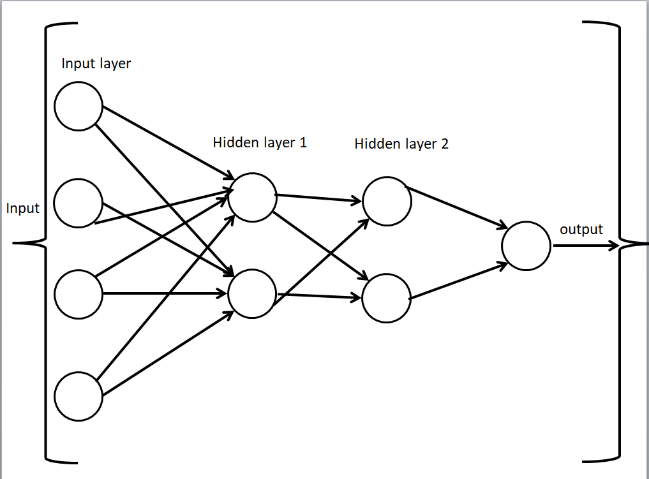 Input layer
Hidden layer 1
Hidden layer 2
Input
output